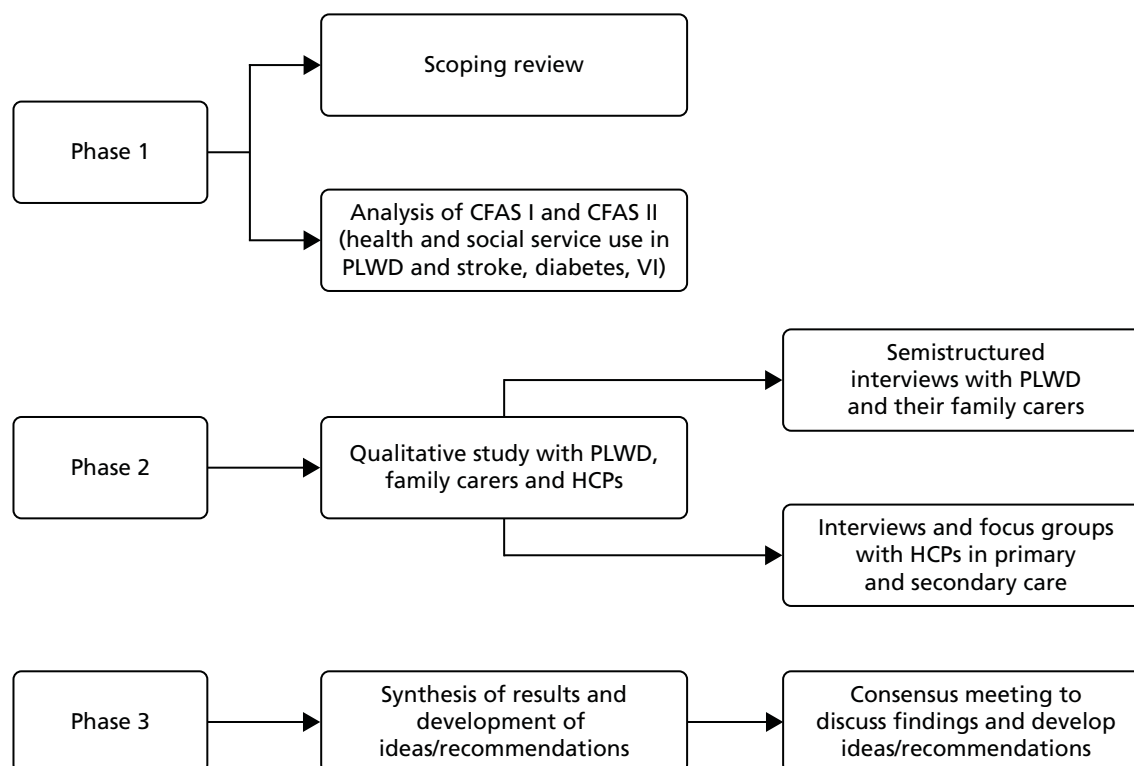 Phase 1
Scoping review
Analysis of CFAS I and CFAS II
(health and social service use in
PLWD and stroke, diabetes, VI)
Phase 2
Qualitative study with PLWD,
family carers and HCPs
Semistructured
interviews with PLWD
and their family carers
Interviews and focus groups
with HCPs in primary
and secondary care
Phase 3
Synthesis of results and
development of
ideas/recommendations
Consensus meeting to
discuss findings and develop
ideas/recommendations